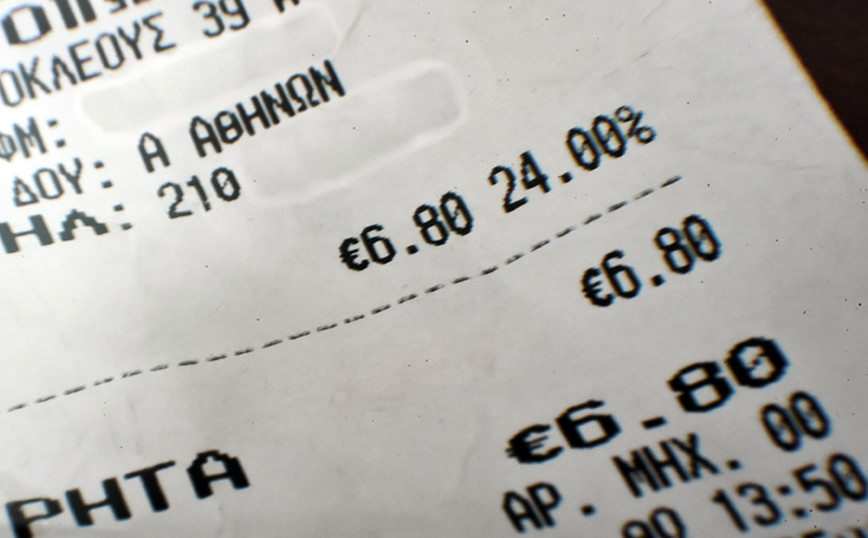 ΟΚΛΕΟΥΣ 39
ΦΜ:
ΔΟΥ: Α ΑΘΗΝΩΝ
ΗΛ: 210
€6.80 24.00%
€6.80
€6.80
ΡΗΤΑ
ΑΡ. ΜΗΧ. 00
13:50